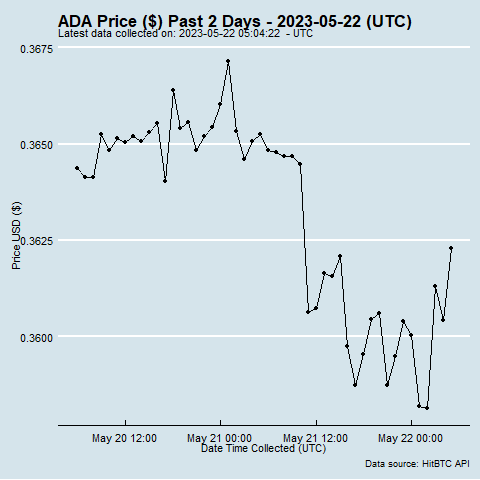 ADA Price ($) Past 2 Days - 2023-05-22 (UTC)
Latest data collected on: 2023-05-22 05:04:22 - UTC
0.3675
0.3650
0.3625
0.3600
Price USD ($)
May 20 12:00 May 21 00:00 May 21 12:00 May 22 00:00
Date Time Collected (UTC)
Data source: HitBTC API